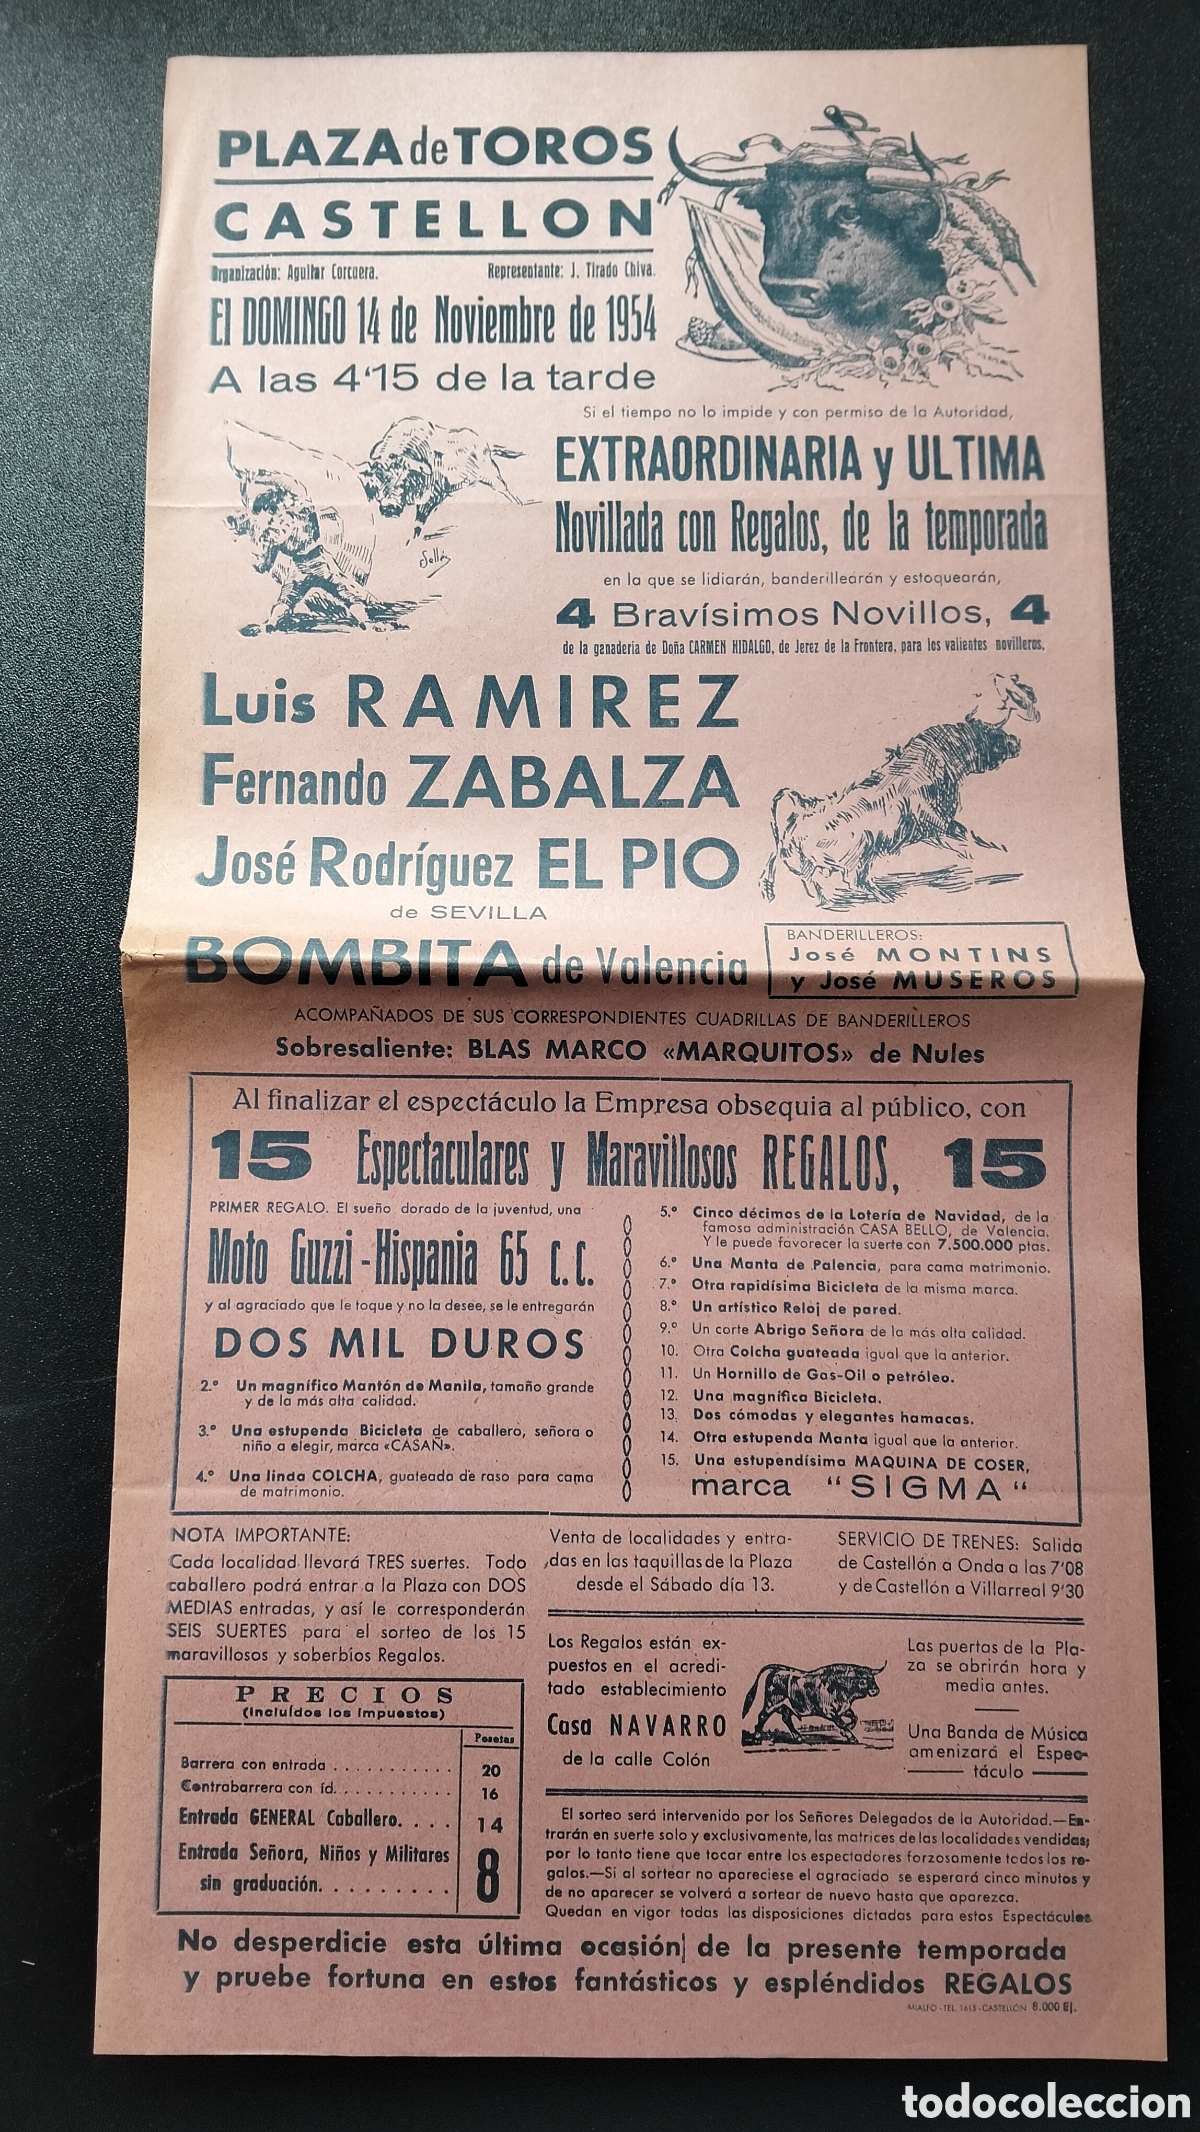 PLAZA de TOROS
CASTELLON
Organización: Aguilar Corcuera. Representante: J. Tirado Chiva.
El DOMINGO 14 de Noviembre de 1954
A las 4'15 de la tarde
Si el tiempo no lo impide y con permiso de la Autoridad,
EXTRAORDINARIA y ULTIMA
Novillada con Regalos, de la temporada
en la que se lidiarán, banderillearán y estoquearán,
4 Bravísimos Novillos, 4
de la ganadería de Doña CARMEN HIDALGO, de Jerez de la Frontera, para los valientes novilleros,
Luis RAMIREZ
Fernando ZABALZA
José Rodríguez EL PIO
de SEVILLA
BOMBITA de Valencia
BANDERILLEROS:
José MONTINS
y José MUSEROS
ACOMPAÑADOS DE SUS CORRESPONDIENTES CUADRILLAS DE BANDERILLEROS
Sobresaliente: BLAS MARCO «MARQUITOS» de Nules
Al finalizar el espectáculo la Empresa obsequia al público, con
15 Espectaculares y Maravillosos REGALOS, 15
PRIMER REGALO. El sueño dorado de la juventud, una
Moto Guzzi - Hispania 65 c.c.
y al agraciado que le toque y no la desee, se le entregarán
DOS MIL DUROS
2.º Un magnífico Mantón de Manila, tamaño grande
y de la más alta calidad.
3.º Una estupenda Bicicleta de caballero, señora o
niño a elegir, marca «CASAÑ».
4.º Una linda COLCHA, guateada de raso para cama
de matrimonio.
5.º Cinco décimos de la Lotería de Navidad, de la
famosa administración CASA BELLO, de Valencia.
Y le puede favorecer la suerte con 7.500.000 ptas.
6.º Una Manta de Palencia, para cama matrimonio.
7.º Otra rapidísima Bicicleta de la misma marca.
8.º Un artístico Reloj de pared.
9.º Un corte Abrigo Señora de la más alta calidad.
10. Otra Colcha guateada igual que la anterior.
11. Un Hornillo de Gas-Oil o petróleo.
12. Una magnífica Bicicleta.
13. Dos cómodas y elegantes hamacas.
14. Otra estupenda Manta igual que la anterior.
15. Una estupendísima MAQUINA DE COSER,
marca "SIGMA"
NOTA IMPORTANTE:
Cada localidad llevará TRES suertes. Todo
caballero podrá entrar a la Plaza con DOS
MEDIAS entradas, y así le corresponderán
SEIS SUERTES para el sorteo de los 15
maravillosos y soberbios Regalos.
Venta de localidades y entra-
das en las taquillas de la Plaza
desde el Sábado día 13.
SERVICIO DE TRENES: Salida
de Castellón a Onda a las 7'08
y de Castellón a Villarreal 9'30
Los Regalos están ex-
puestos en el acredi-
tado establecimiento
Casa NAVARRO
de la calle Colón
Las puertas de la Pla-
za se abrirán hora y
media antes.
Una Banda de Música
amenizará el Espec-
táculo
PRECIOS
(Incluídos los impuestos)
Pesetas
Barrera con entrada . . . . . . . . . . . 20
Contrabarrera con íd. . . . . . . . . . . 16
Entrada GENERAL Caballero. . . . 14
Entrada Señora, Niños y Militares
sin graduación. . . . . . . . . 8
El sorteo será intervenido por los Señores Delegados de la Autoridad.—En-
trarán en suerte solo y exclusivamente, las matrices de las localidades vendidas;
por lo tanto tiene que tocar entre los espectadores forzosamente todos los re-
galos.—Si al sortear no apareciese el agraciado se esperará cinco minutos y
de no aparecer se volverá a sortear de nuevo hasta que aparezca.
Quedan en vigor todas las disposiciones dictadas para estos Espectáculos
No desperdicie esta última ocasión de la presente temporada
y pruebe fortuna en estos fantásticos y espléndidos REGALOS
MIALFO - TEL. 1615 - CASTELLÓN 8.000 Ej.
todocoleccion